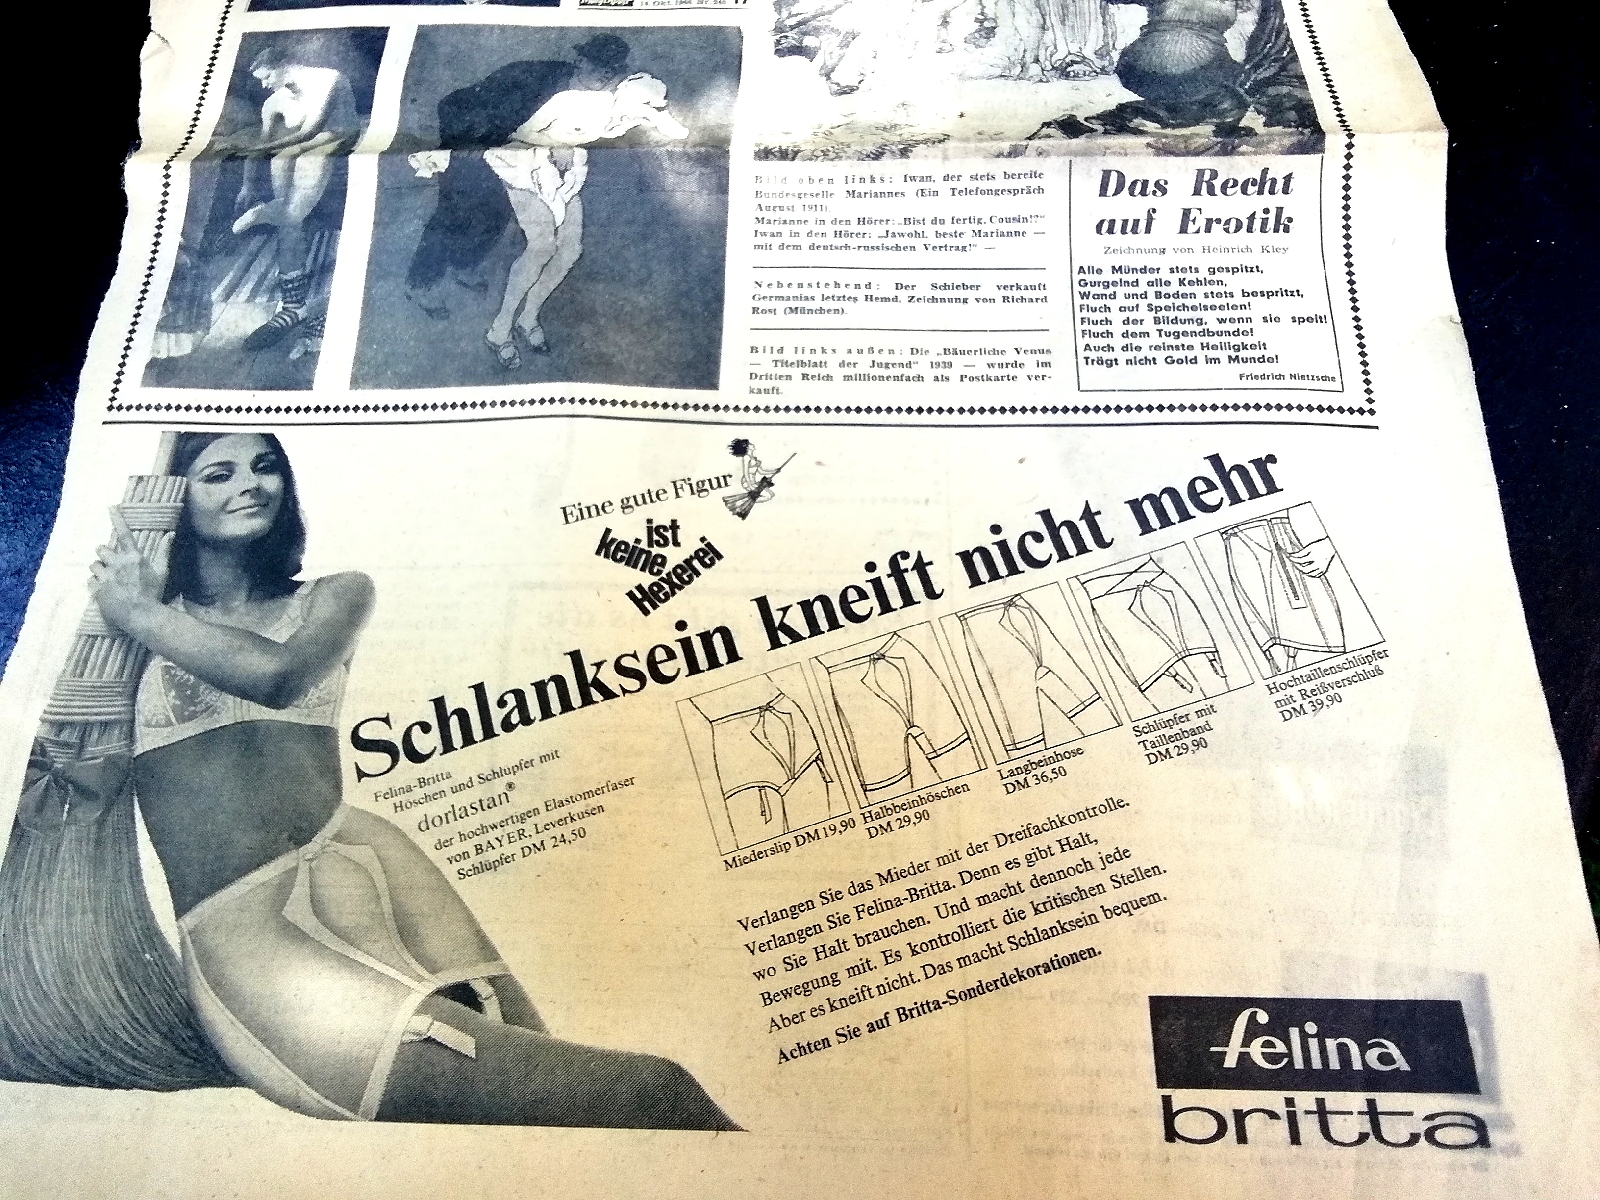 14. Okt. 1966 Nr. 240 17
Bild oben links: Iwan, der stets bereite
Bundesgeselle Mariannes (Ein Telefongespräch
August 1911).
Marianne in den Hörer: „Bist du fertig, Cousin!?“
Iwan in den Hörer: „Jawohl, beste Marianne —
mit dem deutsch-russischen Vertrag!“ —
Nebenstehend: Der Schieber verkauft
Germanias letztes Hemd. Zeichnung von Richard
Rost (München).
Bild links außen: Die „Bäuerliche Venus
— Titelblatt der Jugend“ 1939 — wurde im
Dritten Reich millionenfach als Postkarte ver-
kauft.
Das Recht
auf Erotik
Zeichnung von Heinrich Kley
Alle Münder stets gespitzt,
Gurgelnd alle Kehlen,
Wand und Boden stets bespritzt,
Fluch auf Speichelseelen!
Fluch der Bildung, wenn sie speit!
Fluch dem Tugendbunde!
Auch die reinste Heiligkeit
Trägt nicht Gold im Munde!
Friedrich Nietzsche
Eine gute Figur
ist
keine
Hexerei
Schlanksein kneift nicht mehr
Felina-Britta
Höschen und Schlüpfer mit
dorlastan®
der hochwertigen Elastomerfaser
von BAYER, Leverkusen
Schlüpfer DM 24,50
Miederslip DM 19,90
Halbbeinhöschen
DM 29,90
Langbeinhose
DM 36,50
Schlüpfer mit
Taillenband
DM 29,90
Hochtaillenschlüpfer
mit Reißverschluß
DM 39,90
Verlangen Sie das Mieder mit der Dreifachkontrolle.
Verlangen Sie Felina-Britta. Denn es gibt Halt,
wo Sie Halt brauchen. Und macht dennoch jede
Bewegung mit. Es kontrolliert die kritischen Stellen.
Aber es kneift nicht. Das macht Schlanksein bequem.
Achten Sie auf Britta-Sonderdekorationen.
felina
britta